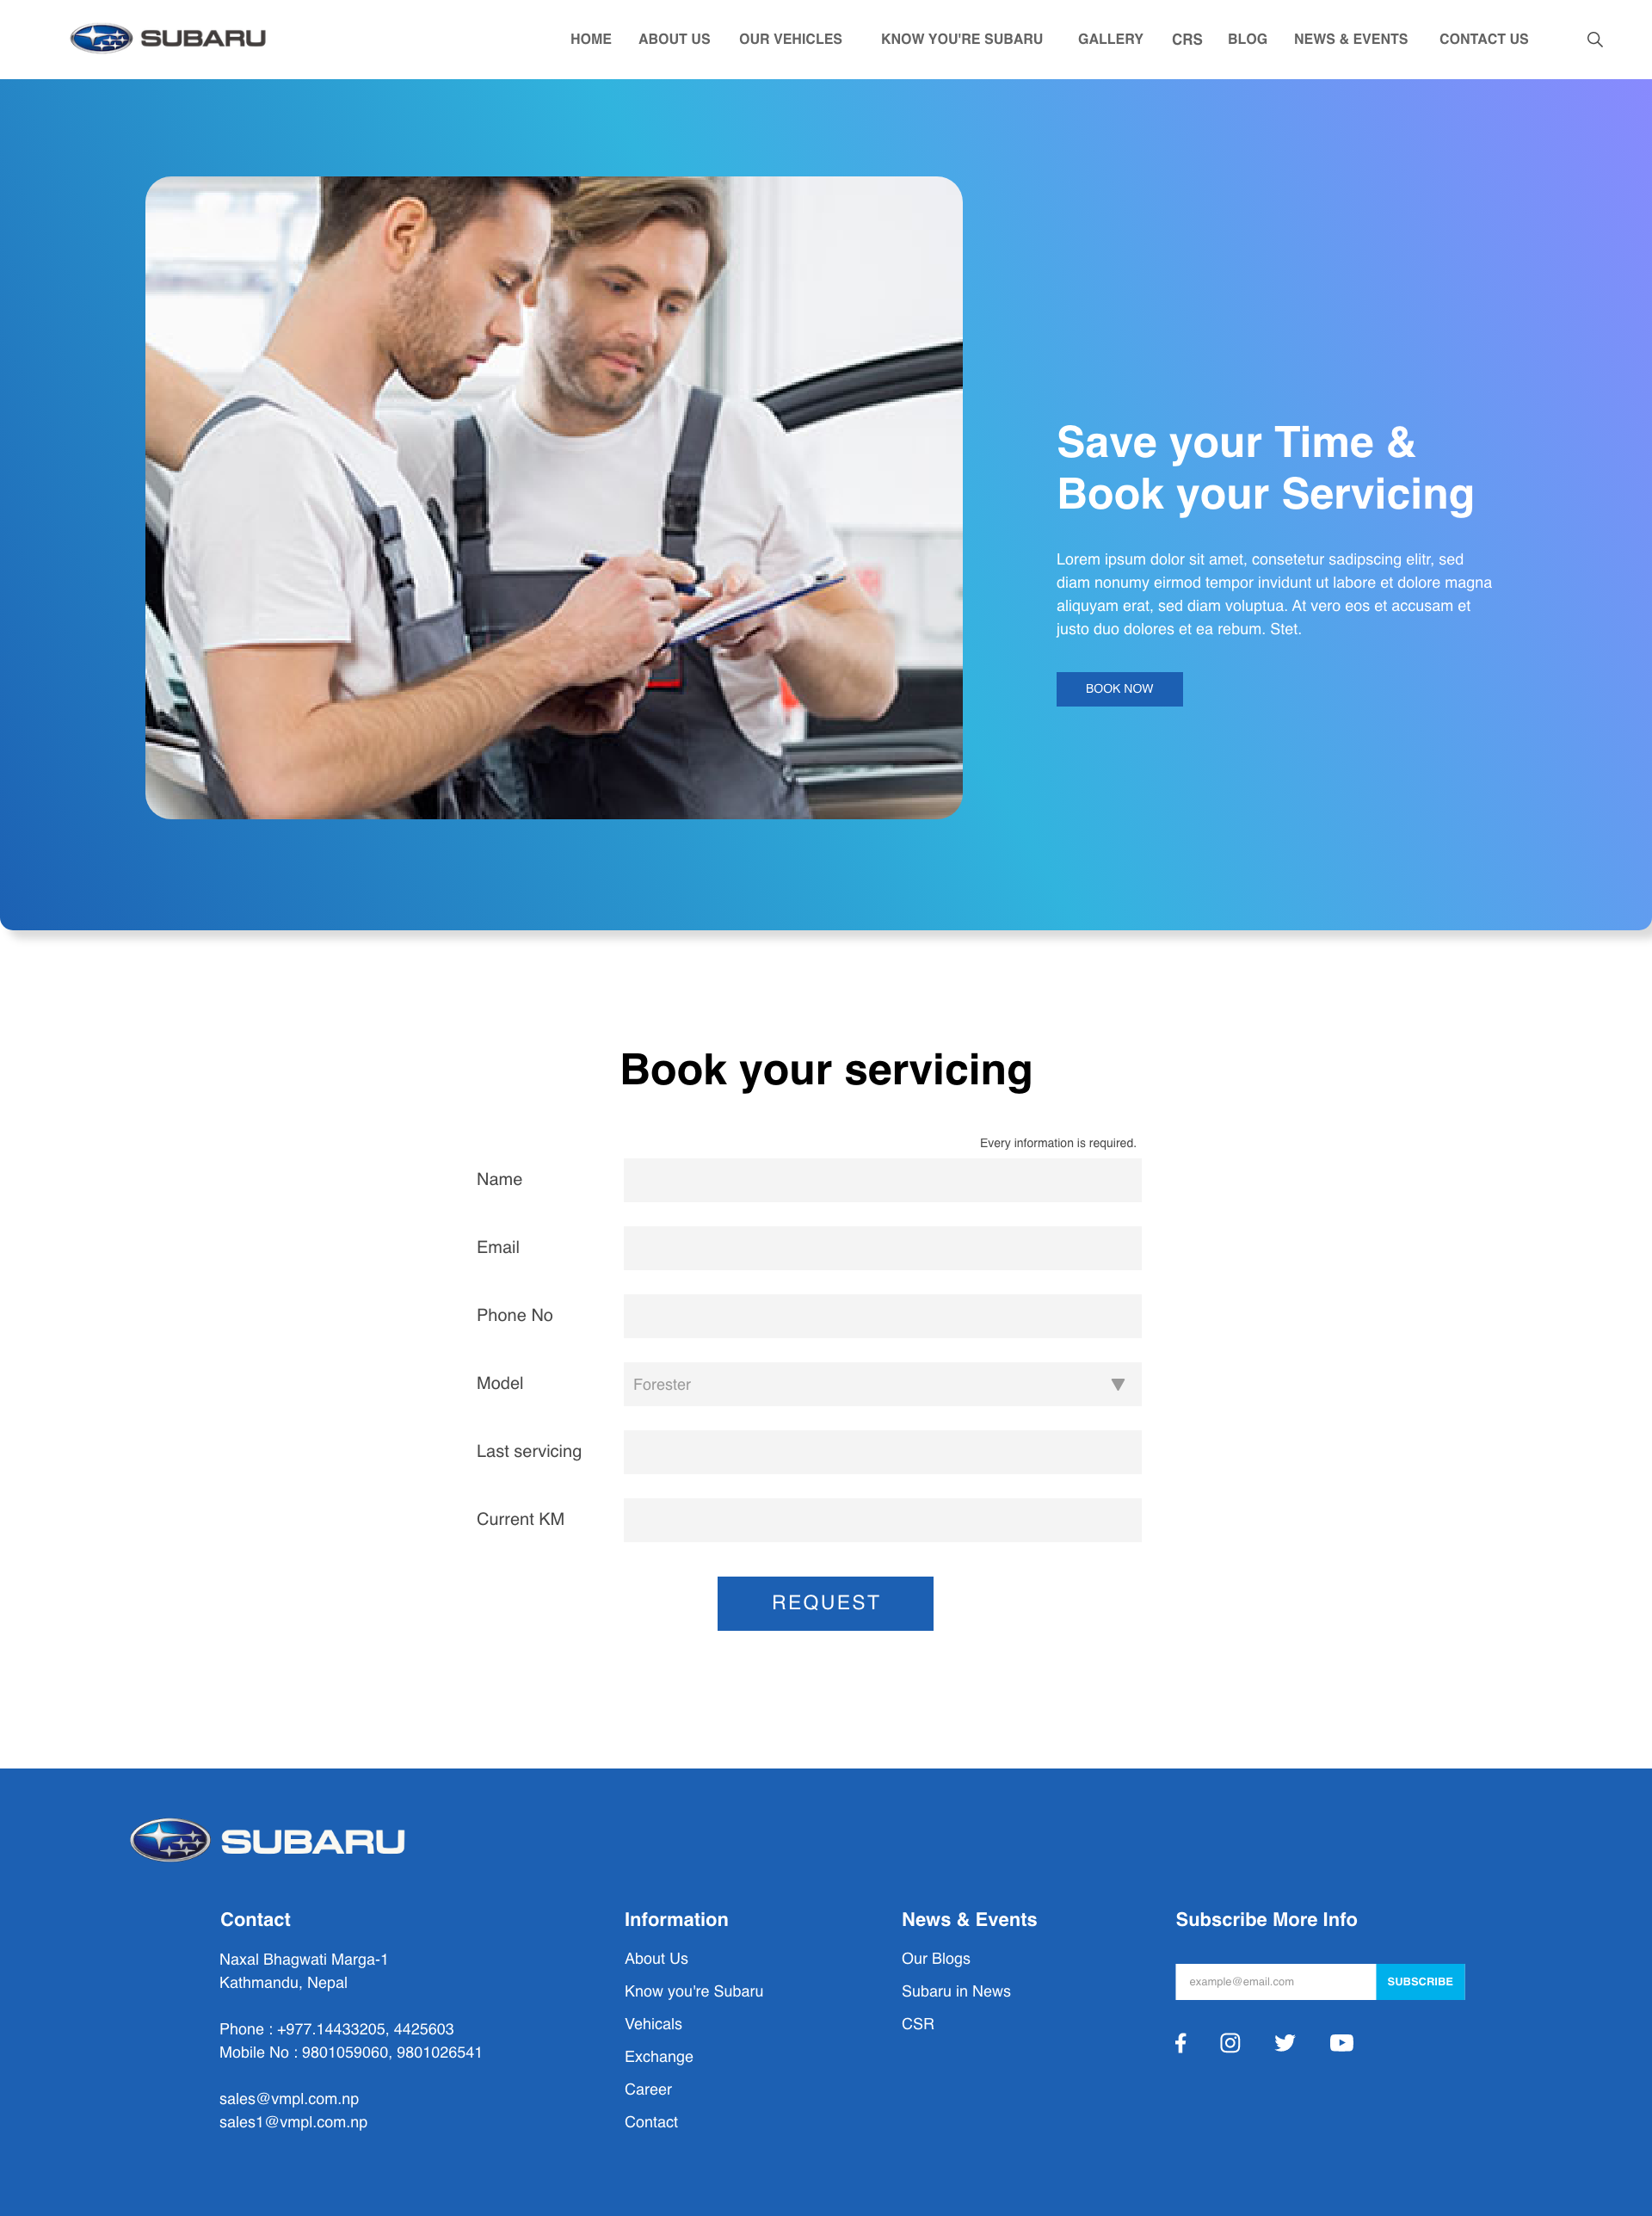 SUBARU
HOME ABOUT US OUR VEHICLES KNOW YOU'RE SUBARU GALLERY CRS BLOG NEWS & EVENTS CONTACT US
Save your Time &
Book your Servicing
Lorem ipsum dolor sit amet, consetetur sadipscing elitr, sed
diam nonumy eirmod tempor invidunt ut labore et dolore magna
aliquyam erat, sed diam voluptua. At vero eos et accusam et
justo duo dolores et ea rebum. Stet.
BOOK NOW
Book your servicing
Every information is required.
Name
Email
Phone No
Model
Forester
Last servicing
Current KM
REQUEST
SUBARU
Contact
Naxal Bhagwati Marga-1
Kathmandu, Nepal
Phone : +977.14433205, 4425603
Mobile No : 9801059060, 9801026541
sales@vmpl.com.np
sales1@vmpl.com.np
Information
About Us
Know you're Subaru
Vehicals
Exchange
Career
Contact
News & Events
Our Blogs
Subaru in News
CSR
Subscribe More Info
example@email.com
SUBSCRIBE